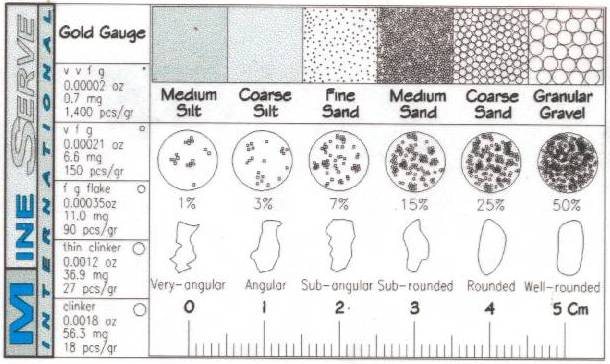 MINE SERVE
INTERNATIONAL
Gold Gauge
v v f g
0.00002 oz
0.7 mg
1,400 pcs/gr
v f g
0.00021 oz
6.6 mg
150 pcs/gr
f g flake
0.00035oz
11.0 mg
90 pcs/gr
thin clinker
0.0012 oz
36.9 mg
27 pcs/gr
clinker
0.0018 oz
56.3 mg
18 pcs/gr
Medium Silt
Coarse Silt
Fine Sand
Medium Sand
Coarse Sand
Granular Gravel
1% 3% 7% 15% 25% 50%
Very-angular Angular Sub-angular Sub-rounded Rounded Well-rounded
0 1 2 3 4 5 Cm